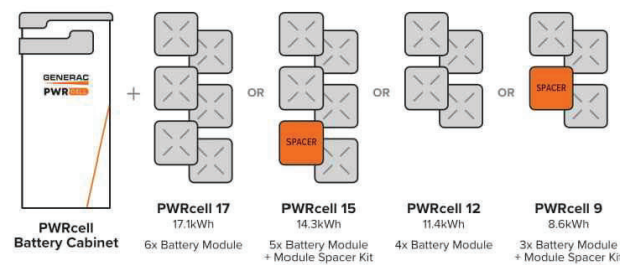 GENERAC
PWRCELL
+
OR
SPACER
OR
OR
SPACER
PWRcell
Battery Cabinet
PWRcell 17
17.1kWh
6x Battery Module
PWRcell 15
14.3kWh
5x Battery Module
+ Module Spacer Kit
PWRcell 12
11.4kWh
4x Battery Module
PWRcell 9
8.6kWh
3x Battery Module
+ Module Spacer Kit